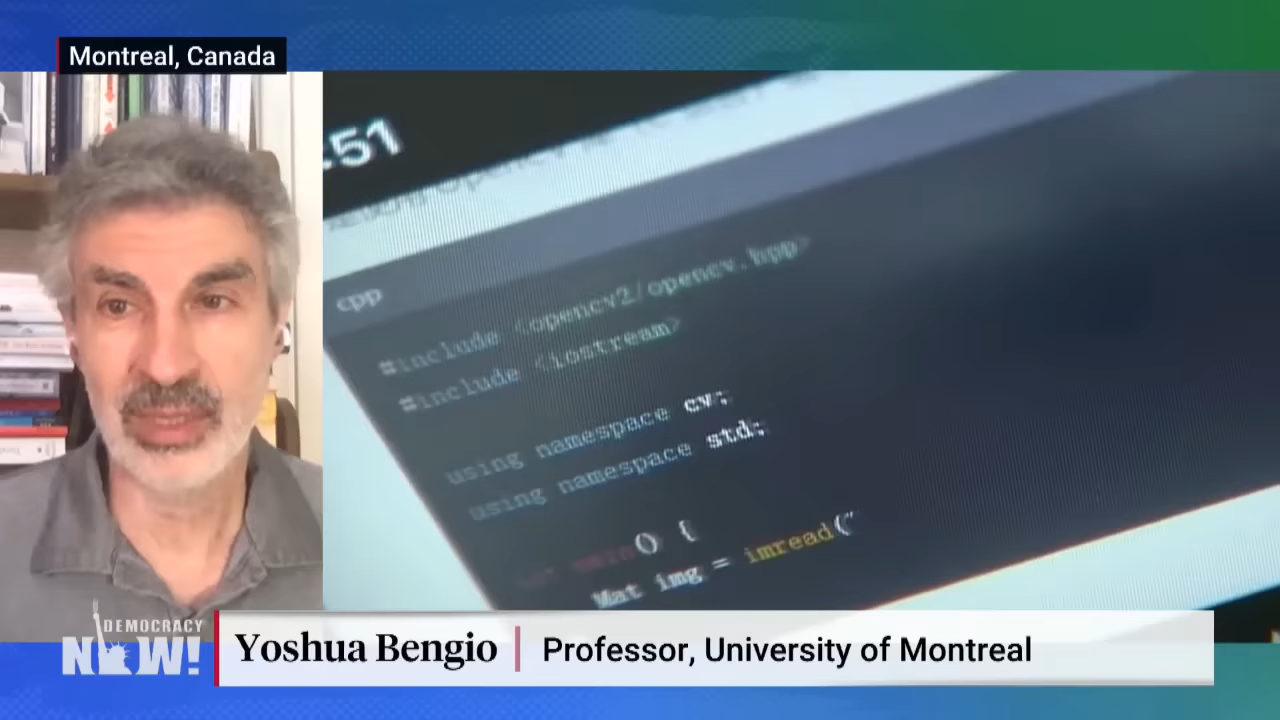 Montreal, Canada
:51
cpp
#include <opencv2/opencv.hpp>
#include <iostream>
using namespace cv;
using namespace std;
() {
Mat img = imread("
DEMOCRACY
NOW!
Yoshua Bengio
Professor, University of Montreal